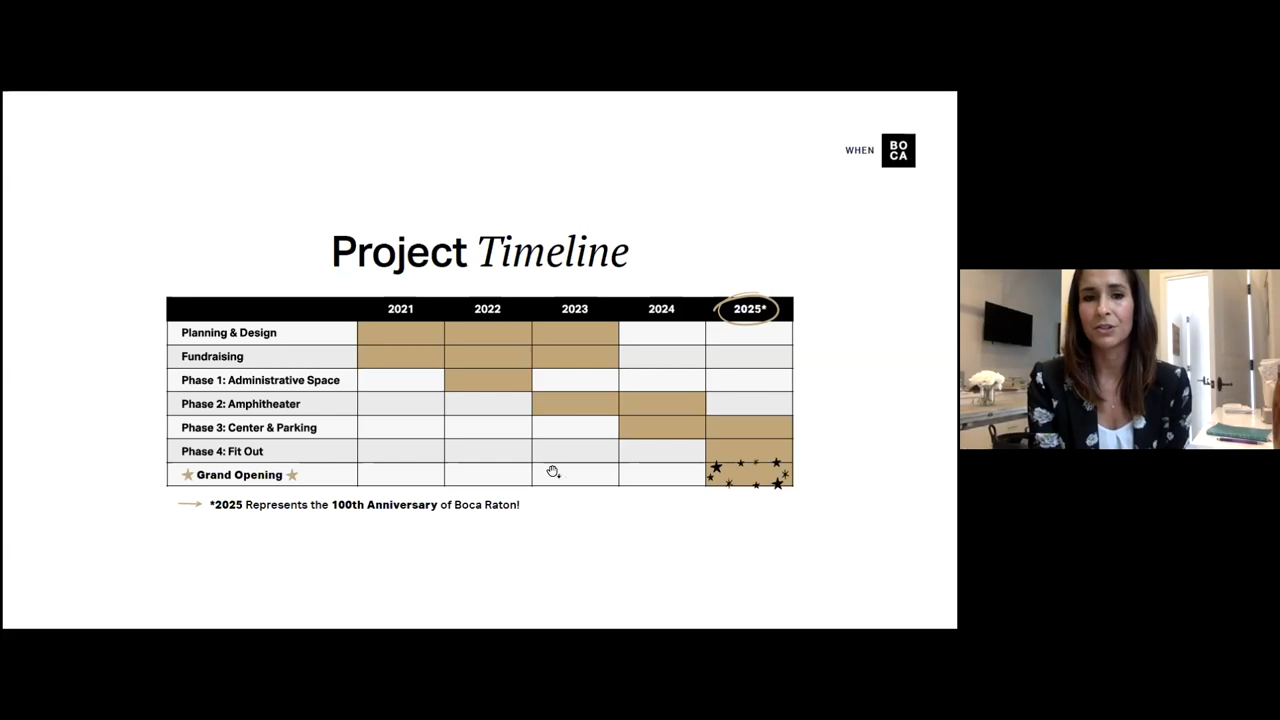 WHEN
BO
CA
Project Timeline
2021 2022 2023 2024 2025*
Planning & Design
Fundraising
Phase 1: Administrative Space
Phase 2: Amphitheater
Phase 3: Center & Parking
Phase 4: Fit Out
Grand Opening
*2025 Represents the 100th Anniversary of Boca Raton!